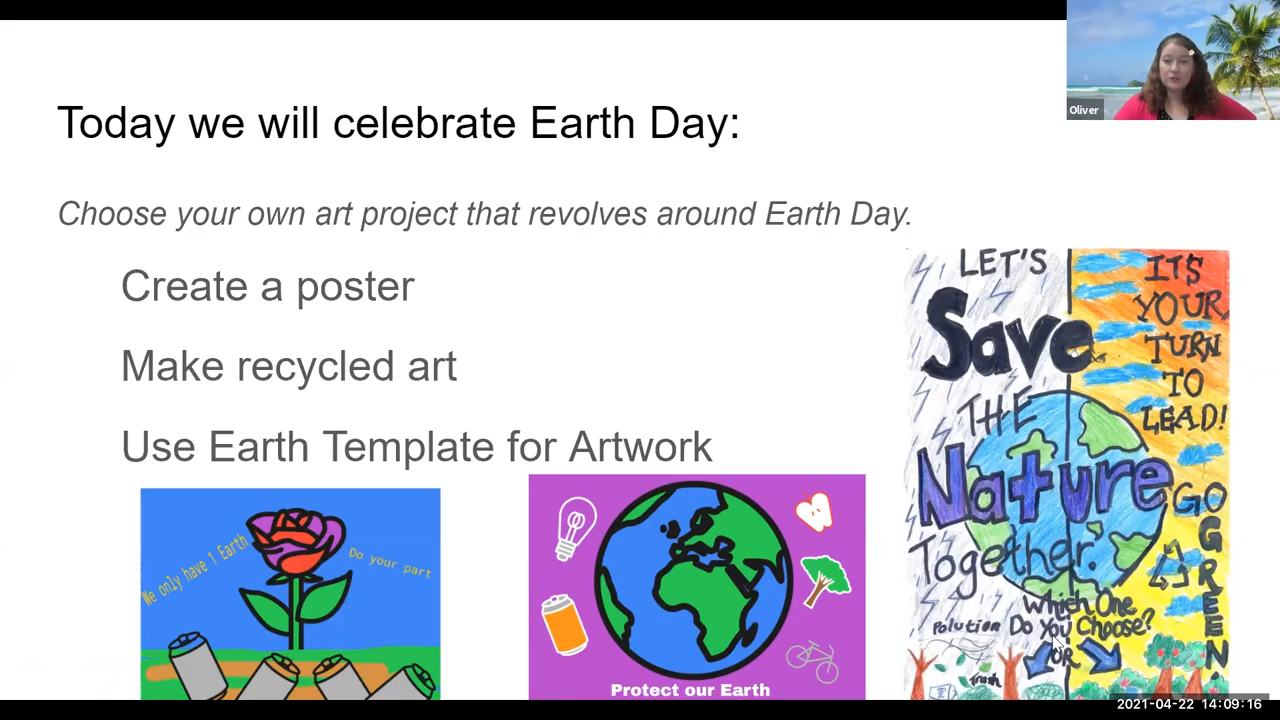 Oliver
Today we will celebrate Earth Day:
Choose your own art project that revolves around Earth Day.
Create a poster
Make recycled art
Use Earth Template for Artwork
We only have 1 Earth
Do your part
Protect our Earth
LET'S
Save
THE
Nature
Together.
Which One
Do You Choose?
OR
Polution
Trash
IT'S
YOUR
TURN
TO
LEAD!
GO
GREEN.
2021-04-22 14:09:16